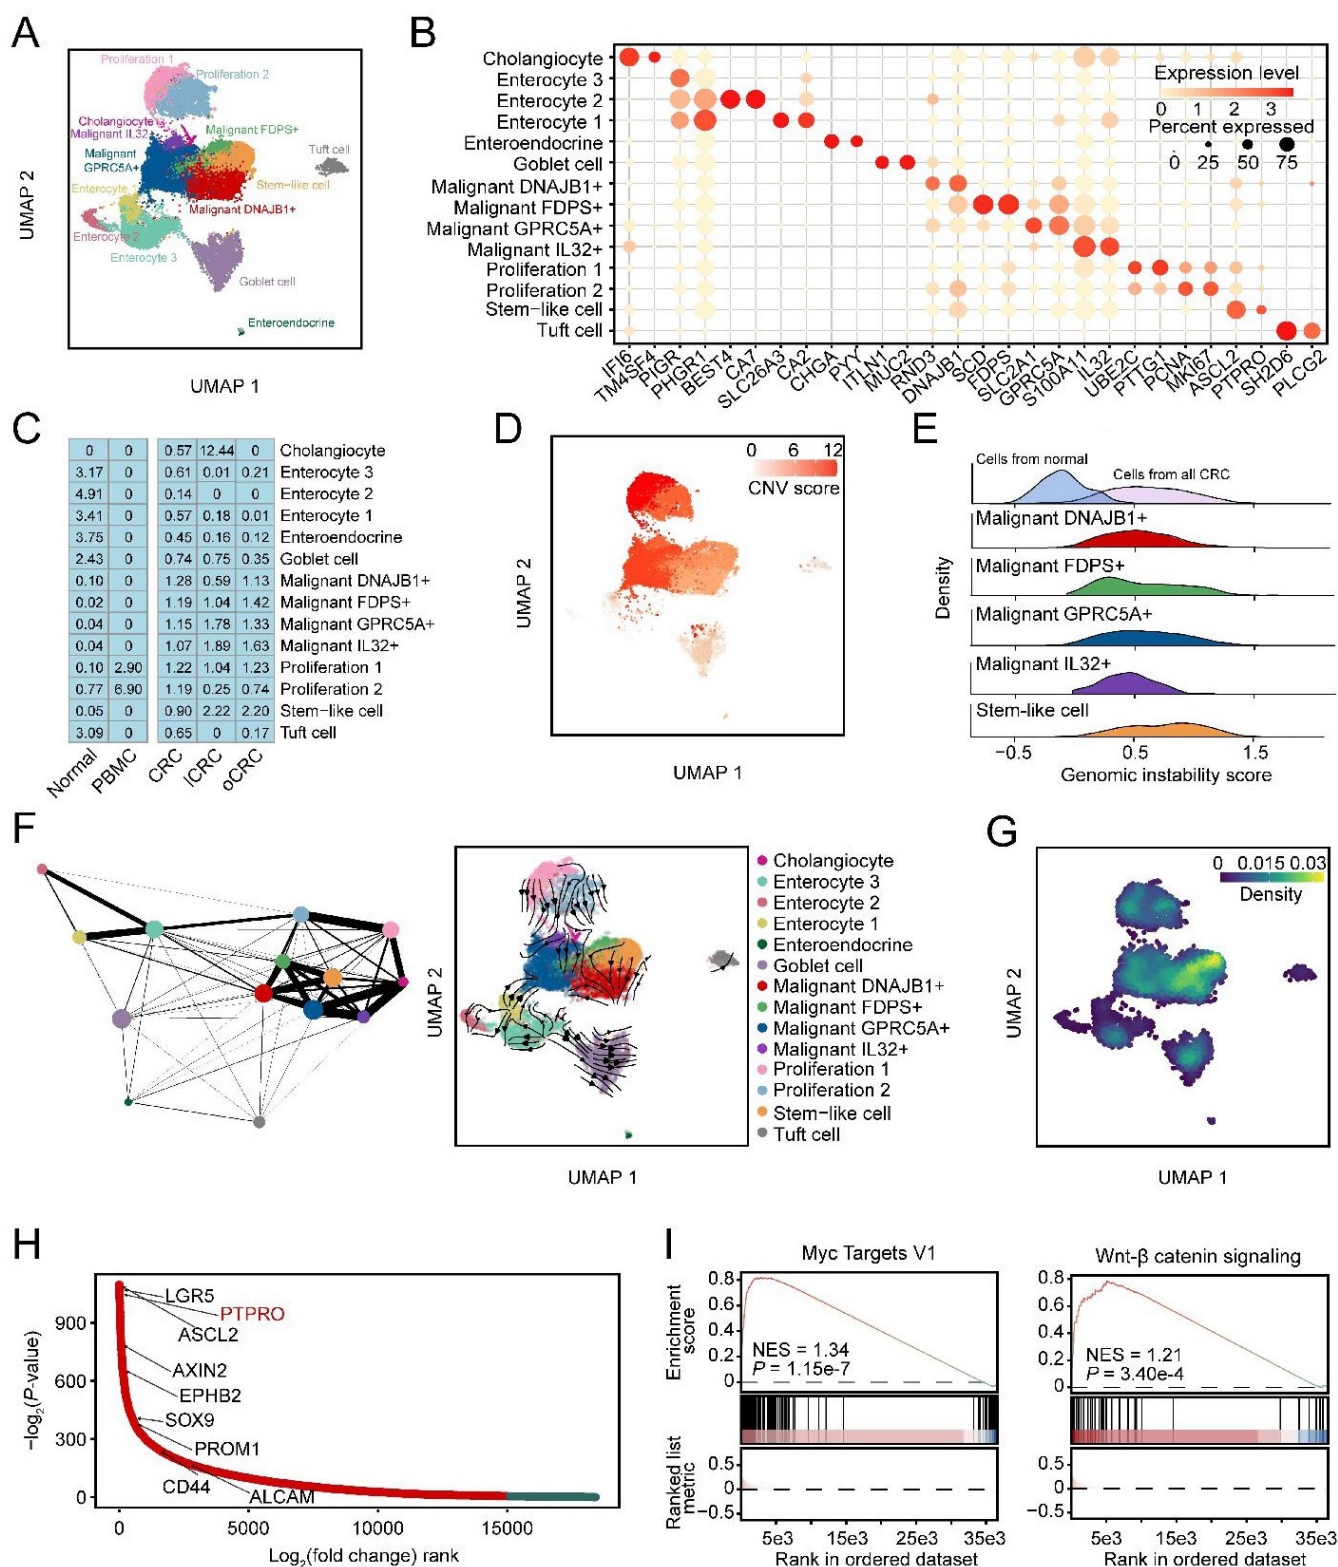 A
Proliferation 1
Proliferation 2
Cholangiocyte
Malignant IL32+
Malignant FDPS+
Malignant
GPRC5A+
Tuft cell
Stem-like cell
Enterocyte 1
Malignant DNAJB1+
Enterocyte 2
Enterocyte 3
Goblet cell
Enteroendocrine
UMAP 2
UMAP 1
B
Cholangiocyte
Enterocyte 3
Enterocyte 2
Enterocyte 1
Enteroendocrine
Goblet cell
Malignant DNAJB1+
Malignant FDPS+
Malignant GPRC5A+
Malignant IL32+
Proliferation 1
Proliferation 2
Stem-like cell
Tuft cell
Expression level
0 1 2 3
Percent expressed
0 25 50 75
IFI6 TM4SF4 PIGR PHGR1 BEST4 CA7 SLC26A3 CA2 CHGA PYY ITLN1 MUC2 RND3 DNAJB1 SCD FDPS SLC2A1 GPRC5A S100A11 IL32 UBE2C PTTG1 PCNA MKI67 ASCL2 PTPRO SH2D6 PLCG2
C
0 0 0.57 12.44 0 Cholangiocyte
3.17 0 0.61 0.01 0.21 Enterocyte 3
4.91 0 0.14 0 0 Enterocyte 2
3.41 0 0.57 0.18 0.01 Enterocyte 1
3.75 0 0.45 0.16 0.12 Enteroendocrine
2.43 0 0.74 0.75 0.35 Goblet cell
0.10 0 1.28 0.59 1.13 Malignant DNAJB1+
0.02 0 1.19 1.04 1.42 Malignant FDPS+
0.04 0 1.15 1.78 1.33 Malignant GPRC5A+
0.04 0 1.07 1.89 1.63 Malignant IL32+
0.10 2.90 1.22 1.04 1.23 Proliferation 1
0.77 6.90 1.19 0.25 0.74 Proliferation 2
0.05 0 0.90 2.22 2.20 Stem-like cell
3.09 0 0.65 0 0.17 Tuft cell
Normal PBMC CRC lCRC oCRC
D
0 6 12
CNV score
UMAP 2
UMAP 1
E
Cells from normal
Cells from all CRC
Malignant DNAJB1+
Malignant FDPS+
Malignant GPRC5A+
Malignant IL32+
Stem-like cell
Density
−0.5 0.5 1.5
Genomic instability score
F
UMAP 2
UMAP 1
Cholangiocyte
Enterocyte 3
Enterocyte 2
Enterocyte 1
Enteroendocrine
Goblet cell
Malignant DNAJB1+
Malignant FDPS+
Malignant GPRC5A+
Malignant IL32+
Proliferation 1
Proliferation 2
Stem-like cell
Tuft cell
G
0 0.015 0.03
Density
UMAP 2
UMAP 1
H
LGR5
PTPRO
ASCL2
AXIN2
EPHB2
SOX9
PROM1
CD44
ALCAM
−log2(P-value)
900
600
300
0
0 5000 10000 15000
Log2(fold change) rank
I
Myc Targets V1
Enrichment
score
0.8
0.6
0.4
0.2
0
NES = 1.34
P = 1.15e-7
Ranked list
metric
0
−0.5
5e3 15e3 25e3 35e3
Rank in ordered dataset
Wnt-β catenin signaling
0.8
0.6
0.4
0.2
0
NES = 1.21
P = 3.40e-4
0
−0.5
5e3 15e3 25e3 35e3
Rank in ordered dataset